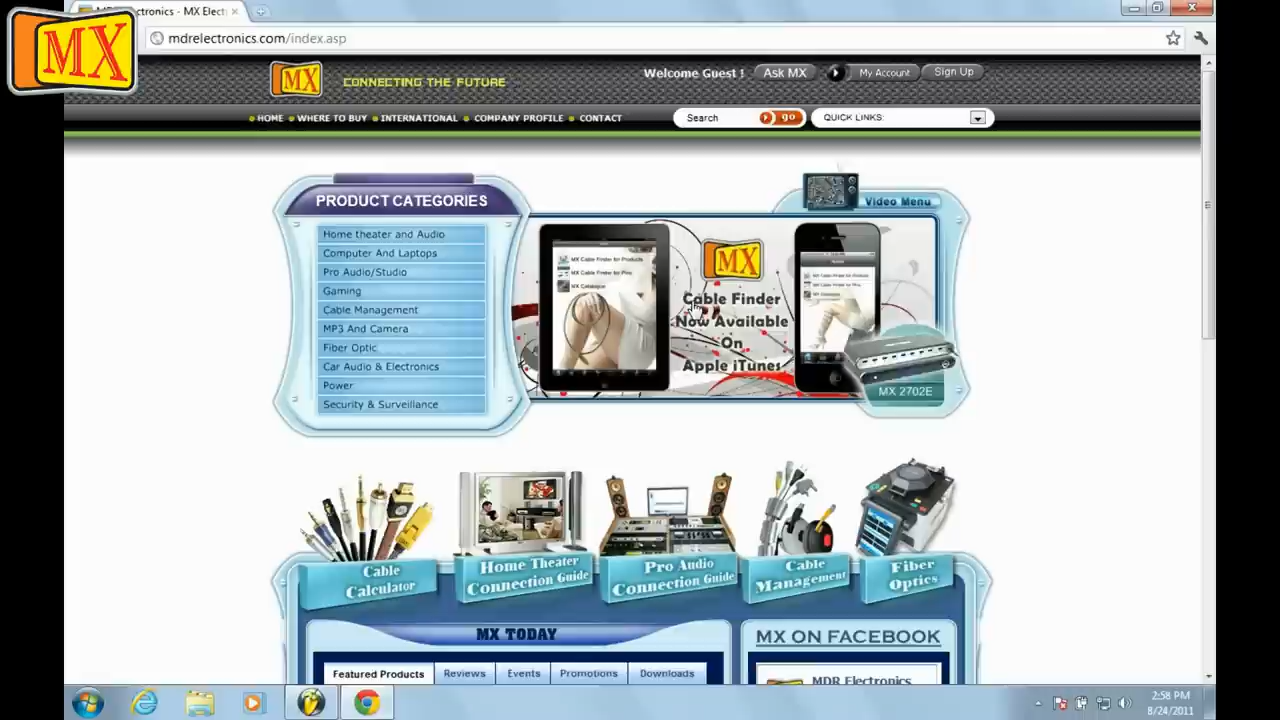 MX
MDR Electronics - MX Elect
mdrelectronics.com/index.asp
MX
CONNECTING THE FUTURE
Welcome Guest !
Ask MX
My Account
Sign Up
HOME
WHERE TO BUY
INTERNATIONAL
COMPANY PROFILE
CONTACT
Search
go
QUICK LINKS:
PRODUCT CATEGORIES
Home theater and Audio
Computer And Laptops
Pro Audio/Studio
Gaming
Cable Management
MP3 And Camera
Fiber Optic
Car Audio & Electronics
Power
Security & Surveillance
Video Menu
MX Cable Finder for Products
MX Cable Finder for Pins
MX Catalogue
MX
Cable Finder
Now Available
On
Apple iTunes
MX 2702E
Cable
Calculator
Home Theater
Connection Guide
Pro Audio
Connection Guide
Cable
Management
Fiber
Optics
MX TODAY
Featured Products
Reviews
Events
Promotions
Downloads
MX ON FACEBOOK
MDR Electronics
2:58 PM
8/24/2011